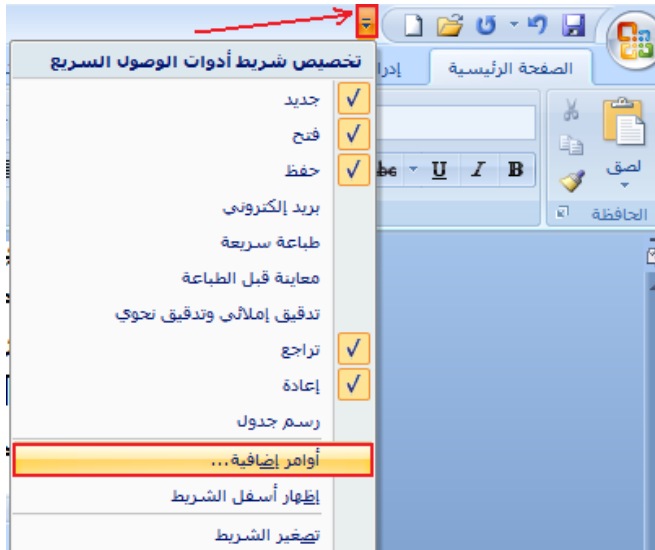 تخصيص شريط أدوات الوصول السريع
الصفحة الرئيسية
إدرا
جديد
فتح
حفظ
بريد إلكتروني
طباعة سريعة
معاينة قبل الطباعة
تدقيق إملائي وتدقيق نحوي
تراجع
إعادة
رسم جدول
أوامر إضافية...
إظهار أسفل الشريط
تصغير الشريط
لصق
الحافظة
B I U abc